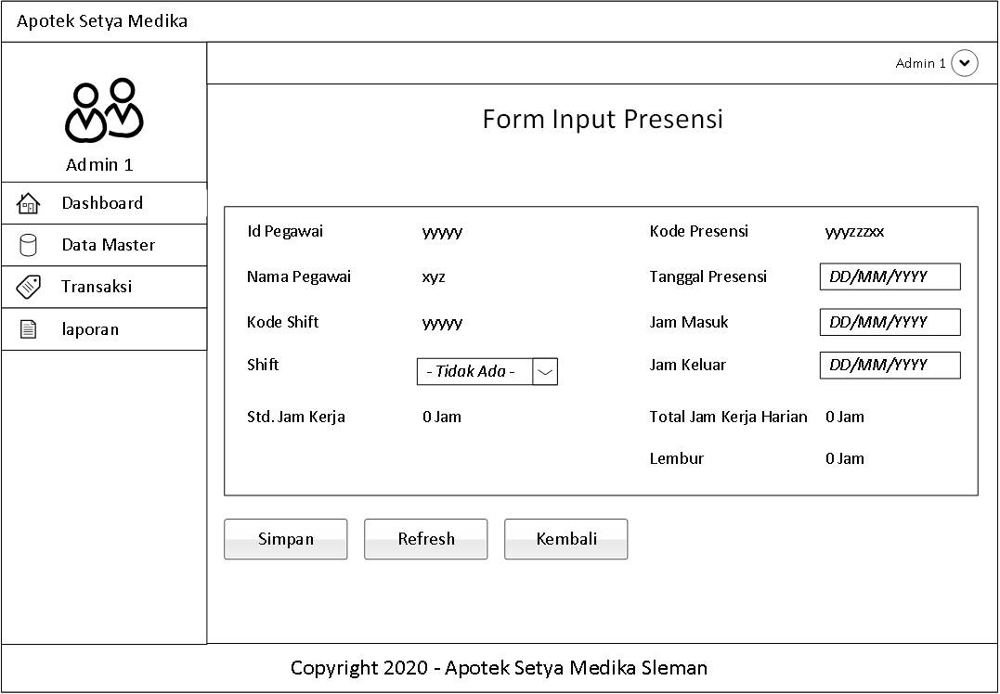 Apotek Setya Medika
Admin 1
Admin 1
Dashboard
Data Master
Transaksi
laporan
Form Input Presensi
Id Pegawai yyyyy Kode Presensi yyyzzzxx
Nama Pegawai xyz Tanggal Presensi DD/MM/YYYY
Kode Shift yyyyy Jam Masuk DD/MM/YYYY
Shift - Tidak Ada - Jam Keluar DD/MM/YYYY
Std. Jam Kerja 0 Jam Total Jam Kerja Harian 0 Jam
Lembur 0 Jam
Simpan Refresh Kembali
Copyright 2020 - Apotek Setya Medika Sleman